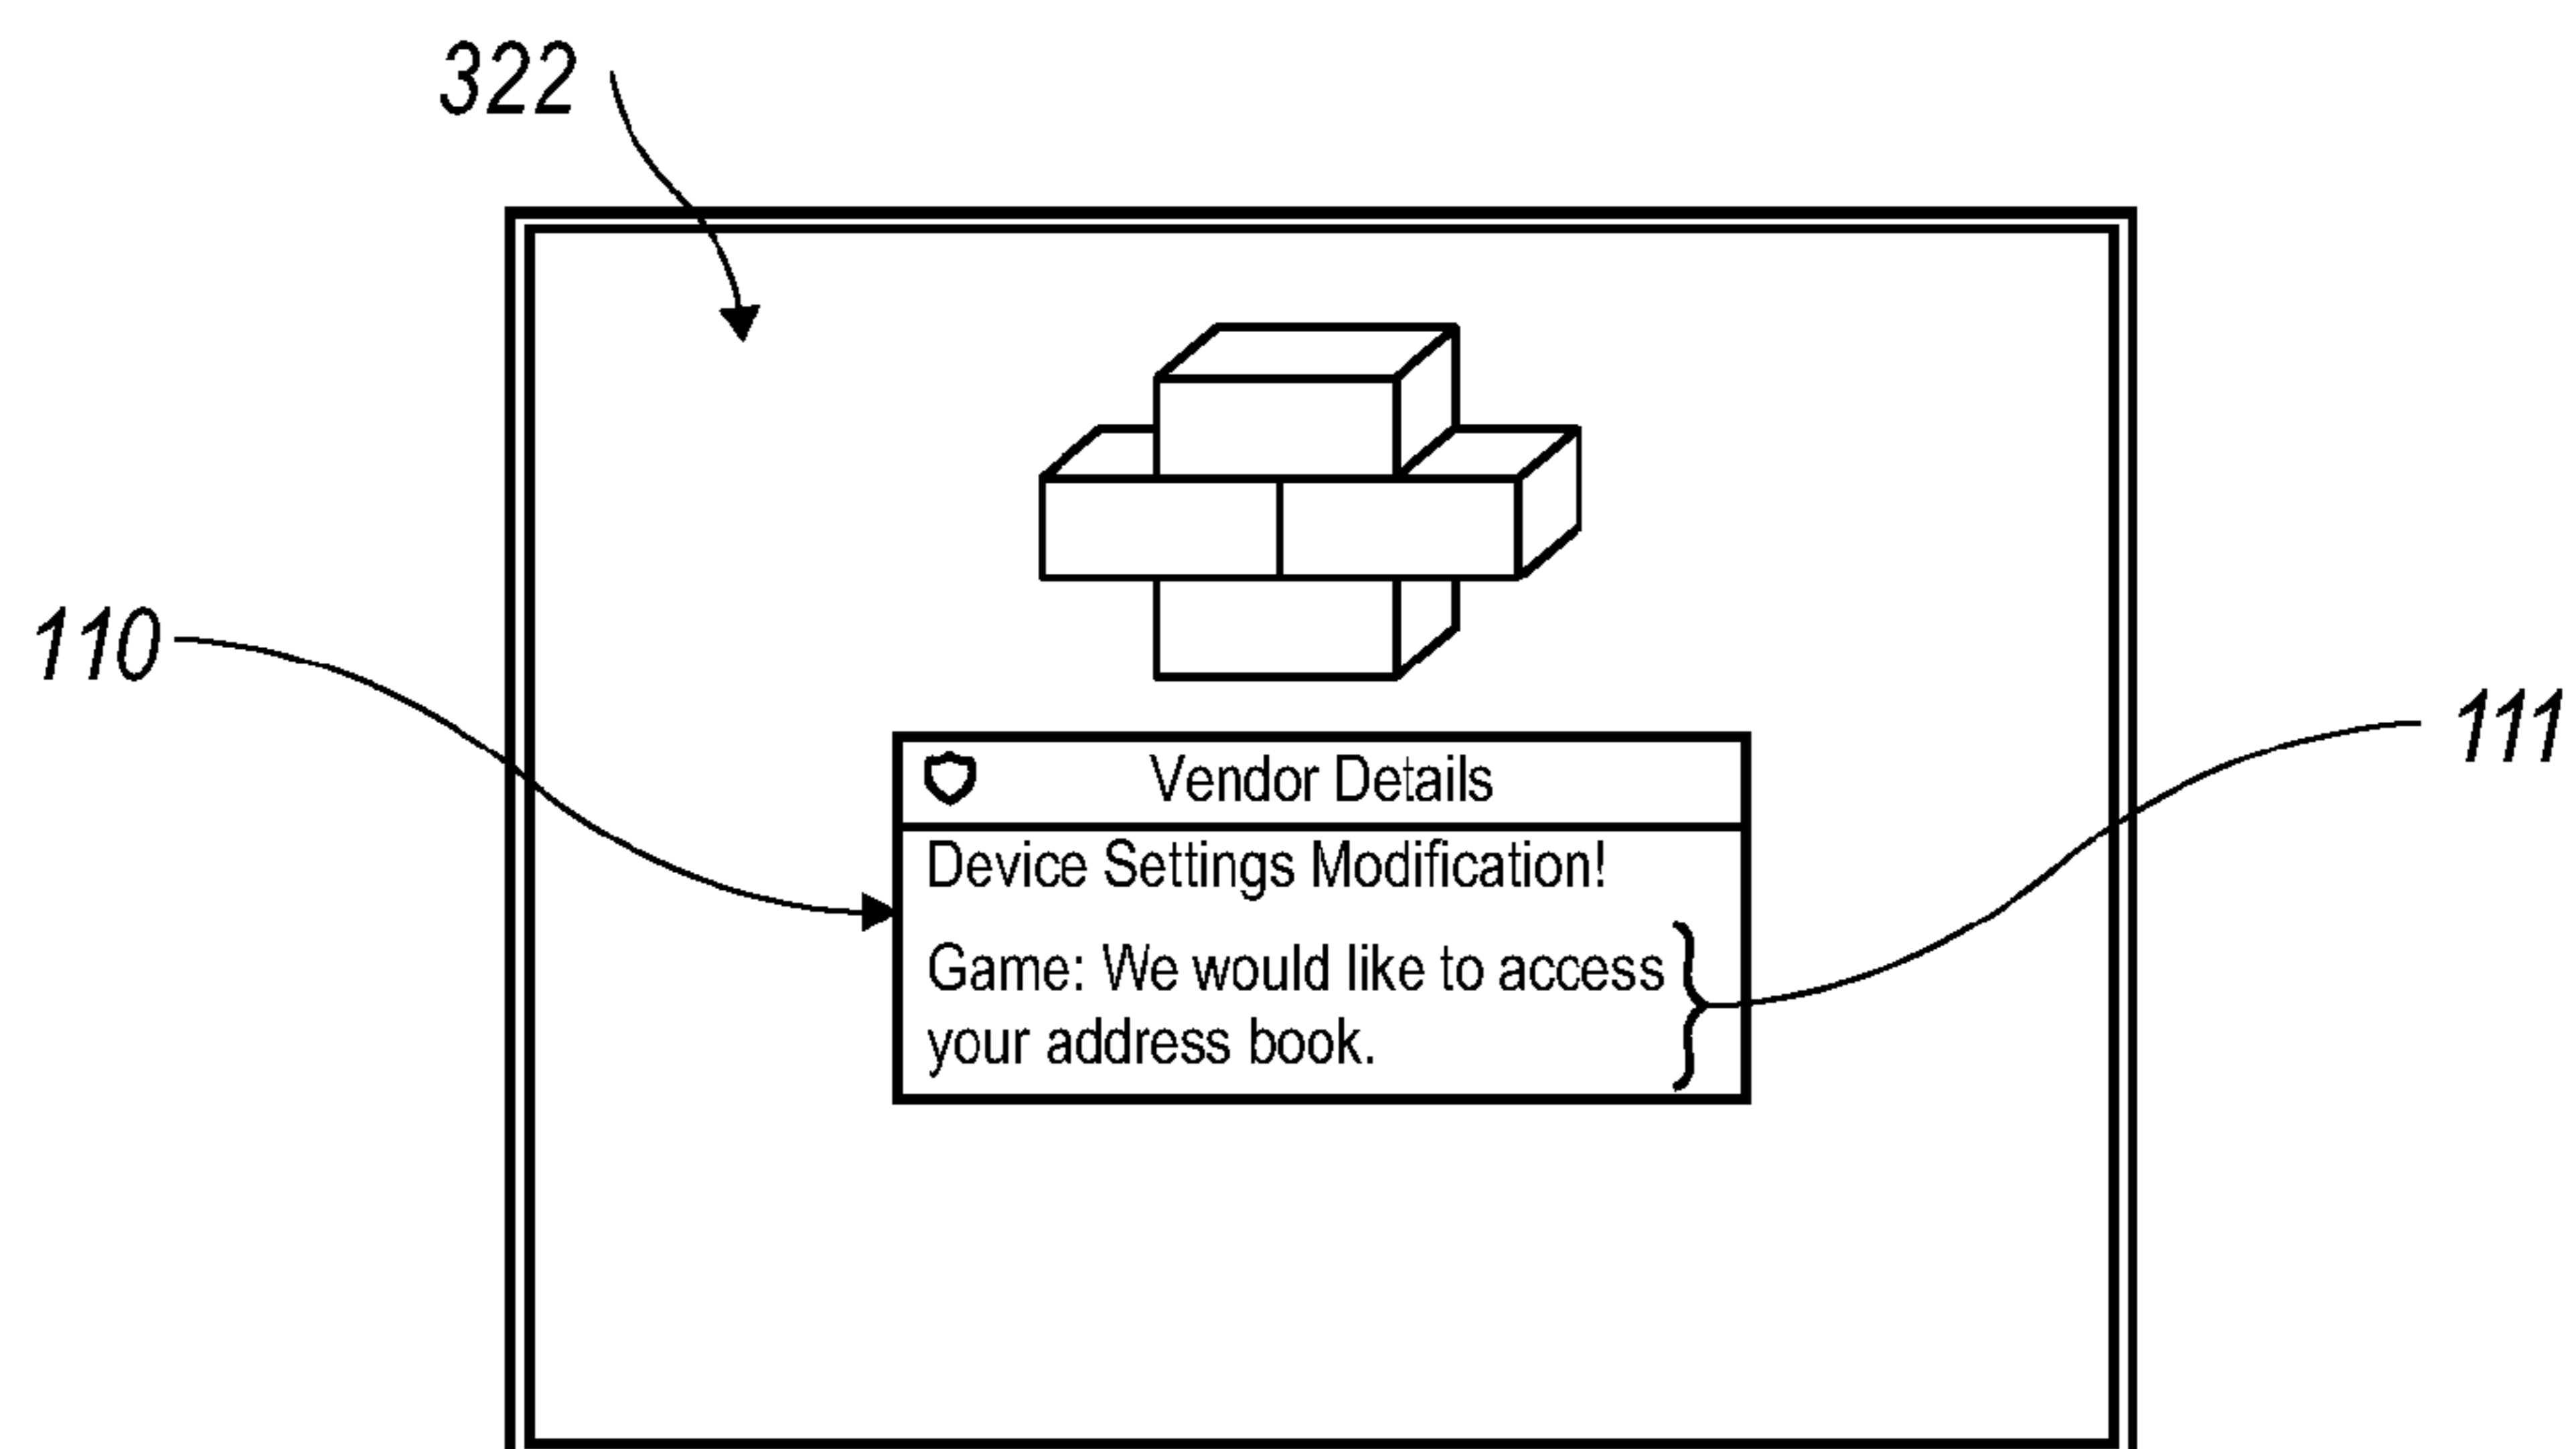 322
110
111
Vendor Details
Device Settings Modification!
Game: We would like to access
your address book.